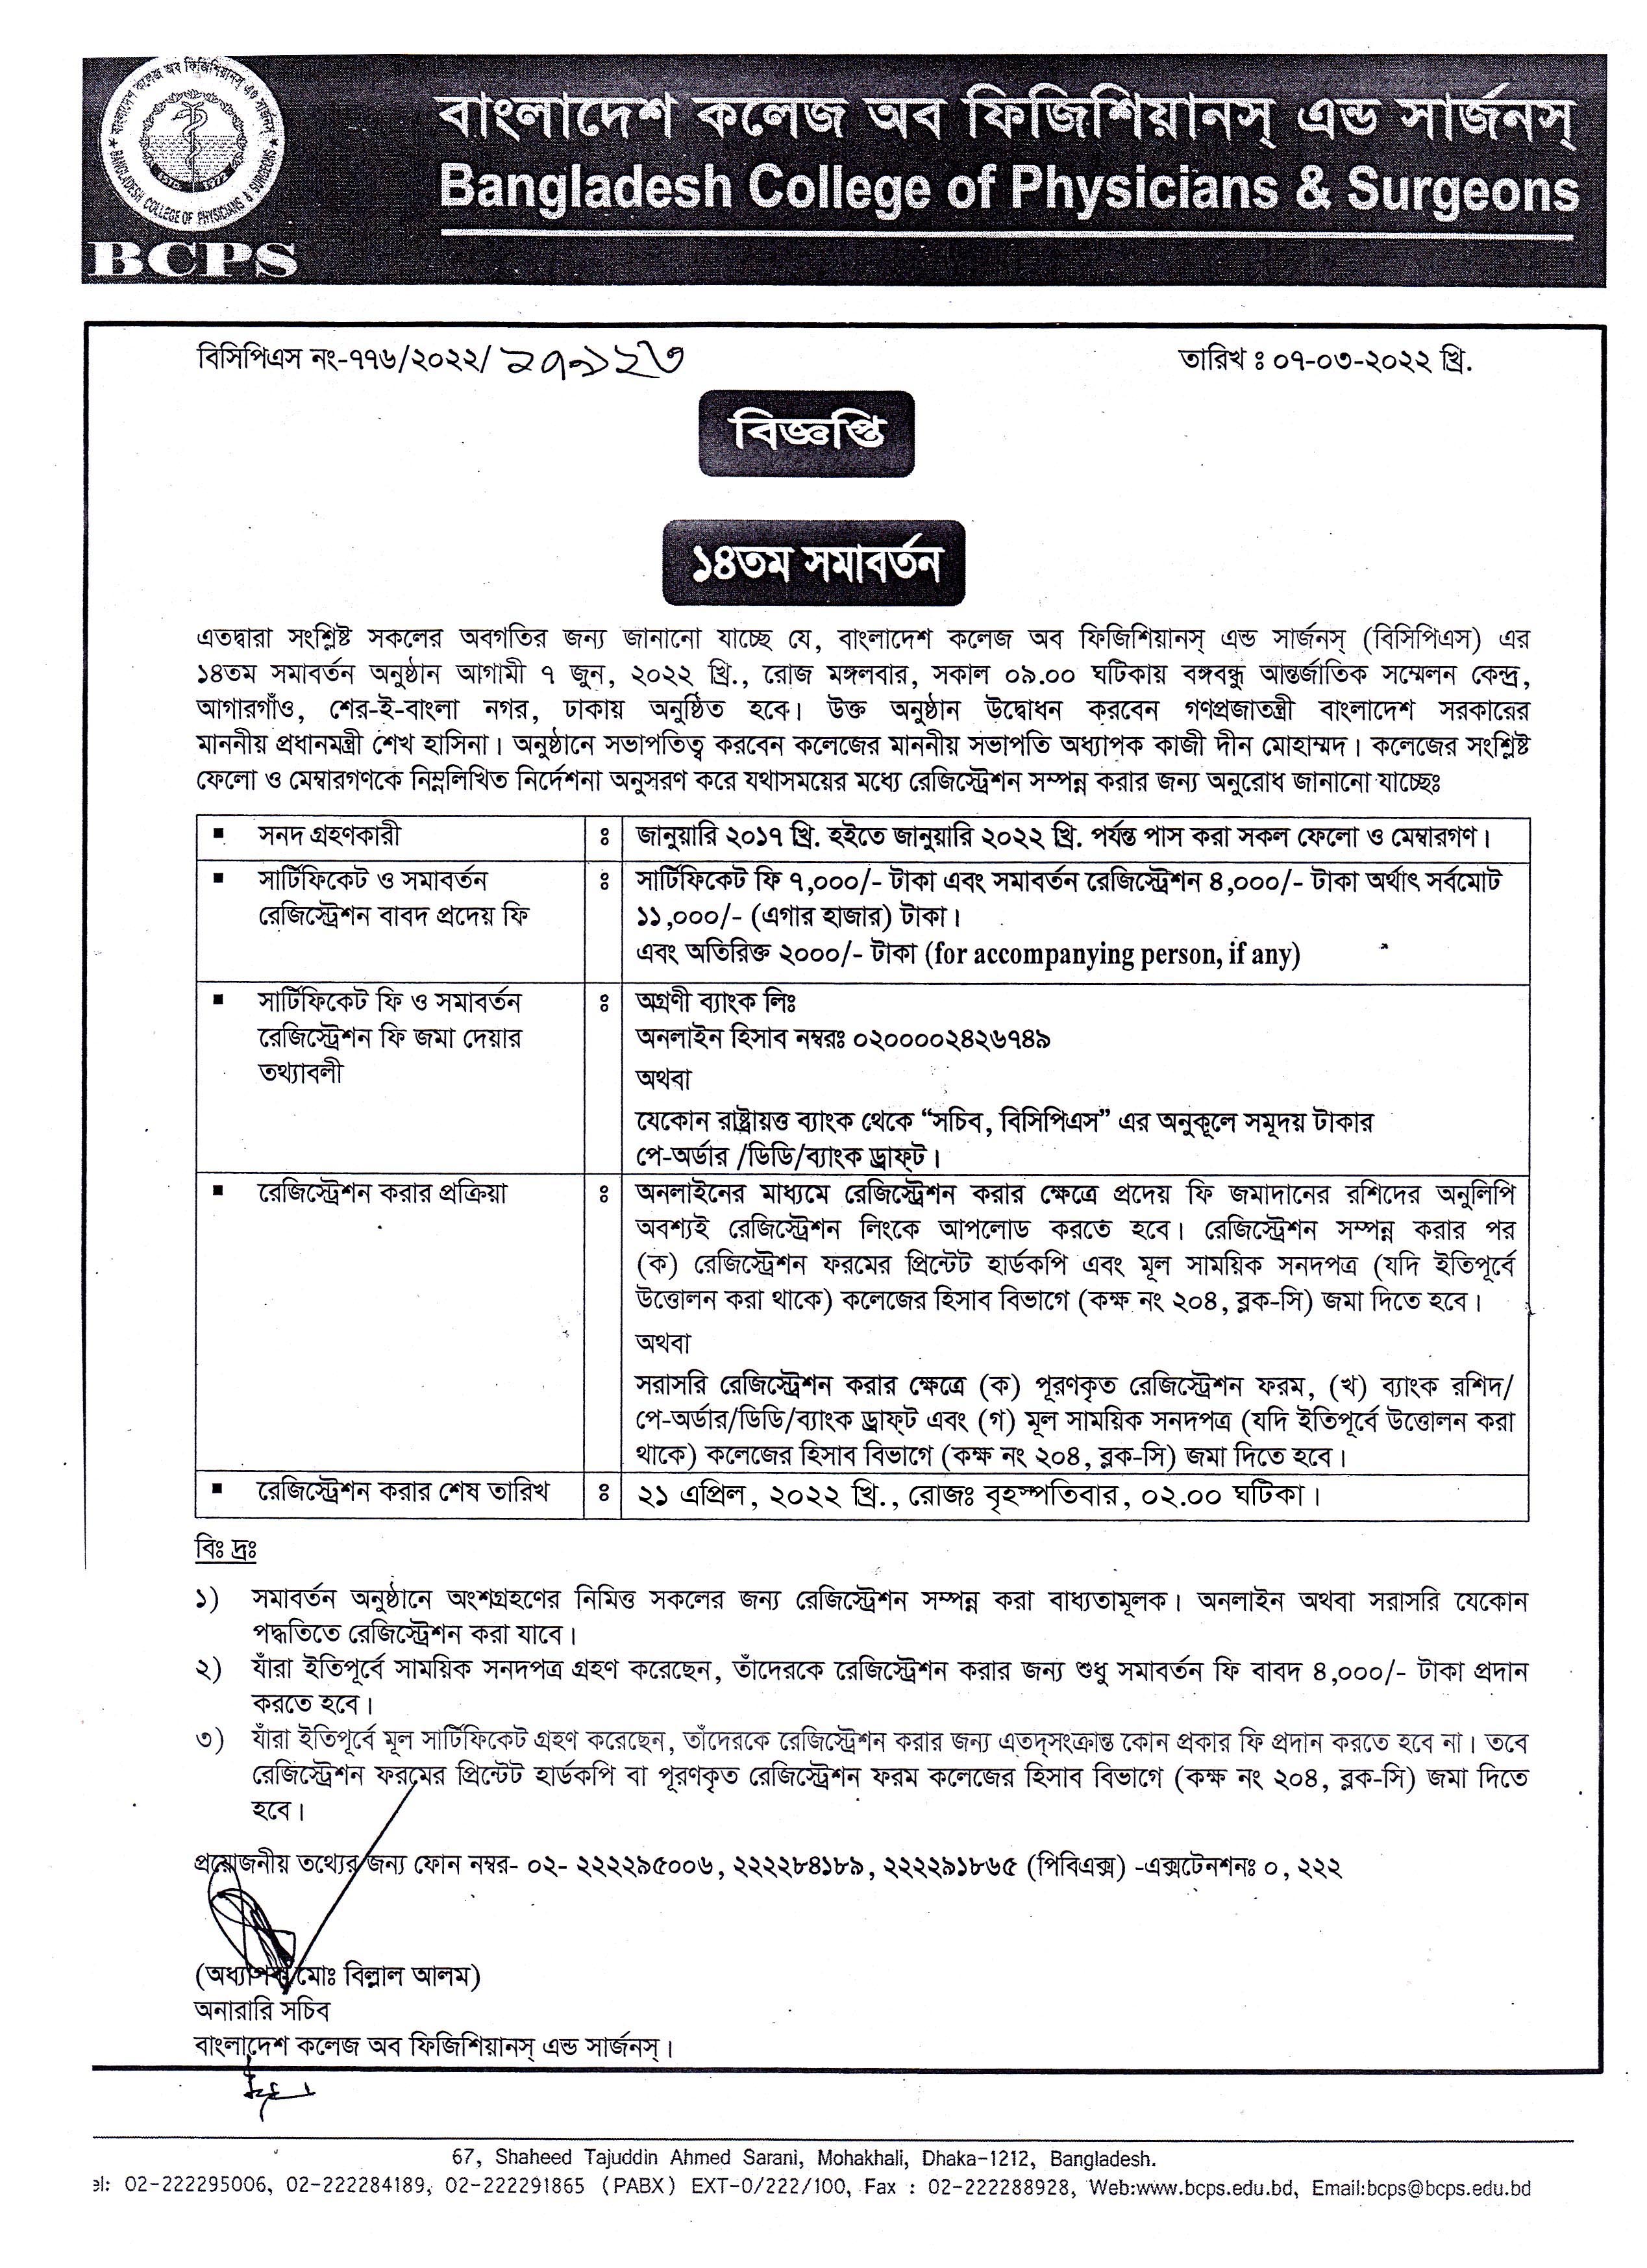 বাংলাদেশ কলেজ অব ফিজিশিয়ানস্ এন্ড সার্জনস্
Bangladesh College of Physicians & Surgeons
বাংলাদেশ কলেজ অব ফিজিশিয়ানস্ এন্ড সার্জনস্
BANGLADESH COLLEGE OF PHYSICIANS & SURGEONS
BCPS
বিসিপিএস নং-৭৭৬/২০২২/
তারিখ ঃ ০৭-০৩-২০২২ খ্রি.
বিজ্ঞপ্তি
১৪তম সমাবর্তন
এতদ্বারা সংশ্লিষ্ট সকলের অবগতির জন্য জানানো যাচ্ছে যে, বাংলাদেশ কলেজ অব ফিজিশিয়ানস্ এন্ড সার্জনস্ (বিসিপিএস) এর
১৪তম সমাবর্তন অনুষ্ঠান আগামী ৭ জুন, ২০২২ খ্রি., রোজ মঙ্গলবার, সকাল ০৯.০০ ঘটিকায় বঙ্গবন্ধু আন্তর্জাতিক সম্মেলন কেন্দ্র,
আগারগাঁও, শের-ই-বাংলা নগর, ঢাকায় অনুষ্ঠিত হবে। উক্ত অনুষ্ঠান উদ্বোধন করবেন গণপ্রজাতন্ত্রী বাংলাদেশ সরকারের
মাননীয় প্রধানমন্ত্রী শেখ হাসিনা। অনুষ্ঠানে সভাপতিত্ব করবেন কলেজের মাননীয় সভাপতি অধ্যাপক কাজী দীন মোহাম্মদ। কলেজের সংশ্লিষ্ট
ফেলো ও মেম্বারগণকে নিম্নলিখিত নির্দেশনা অনুসরণ করে যথাসময়ের মধ্যে রেজিস্ট্রেশন সম্পন্ন করার জন্য অনুরোধ জানানো যাচ্ছেঃ
▪ সনদ গ্রহণকারী ঃ জানুয়ারি ২০১৭ খ্রি. হইতে জানুয়ারি ২০২২ খ্রি. পর্যন্ত পাস করা সকল ফেলো ও মেম্বারগণ।
▪ সার্টিফিকেট ও সমাবর্তন
রেজিস্ট্রেশন বাবদ প্রদেয় ফি
ঃ সার্টিফিকেট ফি ৭,০০০/- টাকা এবং সমাবর্তন রেজিস্ট্রেশন ৪,০০০/- টাকা অর্থাৎ সর্বমোট
১১,০০০/- (এগার হাজার) টাকা।
এবং অতিরিক্ত ২০০০/- টাকা (for accompanying person, if any)
▪ সার্টিফিকেট ফি ও সমাবর্তন
রেজিস্ট্রেশন ফি জমা দেয়ার
তথ্যাবলী
ঃ অগ্রণী ব্যাংক লিঃ
অনলাইন হিসাব নম্বরঃ ০২০০০০২৪২৬৭৪৯
অথবা
যেকোন রাষ্ট্রায়ত্ত ব্যাংক থেকে “সচিব, বিসিপিএস” এর অনুকূলে সমূদয় টাকার
পে-অর্ডার /ডিডি/ব্যাংক ড্রাফ্‌ট।
▪ রেজিস্ট্রেশন করার প্রক্রিয়া ঃ অনলাইনের মাধ্যমে রেজিস্ট্রেশন করার ক্ষেত্রে প্রদেয় ফি জমাদানের রশিদের অনুলিপি
অবশ্যই রেজিস্ট্রেশন লিংকে আপলোড করতে হবে। রেজিস্ট্রেশন সম্পন্ন করার পর
(ক) রেজিস্ট্রেশন ফরমের প্রিন্টেট হার্ডকপি এবং মূল সাময়িক সনদপত্র (যদি ইতিপূর্বে
উত্তোলন করা থাকে) কলেজের হিসাব বিভাগে (কক্ষ নং ২০৪, ব্লক-সি) জমা দিতে হবে।
অথবা
সরাসরি রেজিস্ট্রেশন করার ক্ষেত্রে (ক) পূরণকৃত রেজিস্ট্রেশন ফরম, (খ) ব্যাংক রশিদ/
পে-অর্ডার/ডিডি/ব্যাংক ড্রাফ্‌ট এবং (গ) মূল সাময়িক সনদপত্র (যদি ইতিপূর্বে উত্তোলন করা
থাকে) কলেজের হিসাব বিভাগে (কক্ষ নং ২০৪, ব্লক-সি) জমা দিতে হবে।
▪ রেজিস্ট্রেশন করার শেষ তারিখ ঃ ২১ এপ্রিল, ২০২২ খ্রি., রোজঃ বৃহস্পতিবার, ০২.০০ ঘটিকা।
বিঃ দ্রঃ
১) সমাবর্তন অনুষ্ঠানে অংশগ্রহণের নিমিত্ত সকলের জন্য রেজিস্ট্রেশন সম্পন্ন করা বাধ্যতামূলক। অনলাইন অথবা সরাসরি যেকোন
পদ্ধতিতে রেজিস্ট্রেশন করা যাবে।
২) যাঁরা ইতিপূর্বে সাময়িক সনদপত্র গ্রহণ করেছেন, তাঁদেরকে রেজিস্ট্রেশন করার জন্য শুধু সমাবর্তন ফি বাবদ ৪,০০০/- টাকা প্রদান
করতে হবে।
৩) যাঁরা ইতিপূর্বে মূল সার্টিফিকেট গ্রহণ করেছেন, তাঁদেরকে রেজিস্ট্রেশন করার জন্য এতদ্‌সংক্রান্ত কোন প্রকার ফি প্রদান করতে হবে না। তবে
রেজিস্ট্রেশন ফরমের প্রিন্টেট হার্ডকপি বা পূরণকৃত রেজিস্ট্রেশন ফরম কলেজের হিসাব বিভাগে (কক্ষ নং ২০৪, ব্লক-সি) জমা দিতে
হবে।
প্রয়োজনীয় তথ্যের জন্য ফোন নম্বর- ০২- ২২২২৯৫০০৬, ২২২২৮৪১৮৯, ২২২২৯১৮৬৫ (পিবিএক্স) -এক্সটেনশনঃ ০, ২২২
(অধ্যাপক মোঃ বিল্লাল আলম)
অনারারি সচিব
বাংলাদেশ কলেজ অব ফিজিশিয়ানস্ এন্ড সার্জনস্।
67, Shaheed Tajuddin Ahmed Sarani, Mohakhali, Dhaka-1212, Bangladesh.
el: 02-222295006, 02-222284189, 02-222291865 (PABX) EXT-0/222/100, Fax : 02-222288928, Web:www.bcps.edu.bd, Email:bcps@bcps.edu.bd